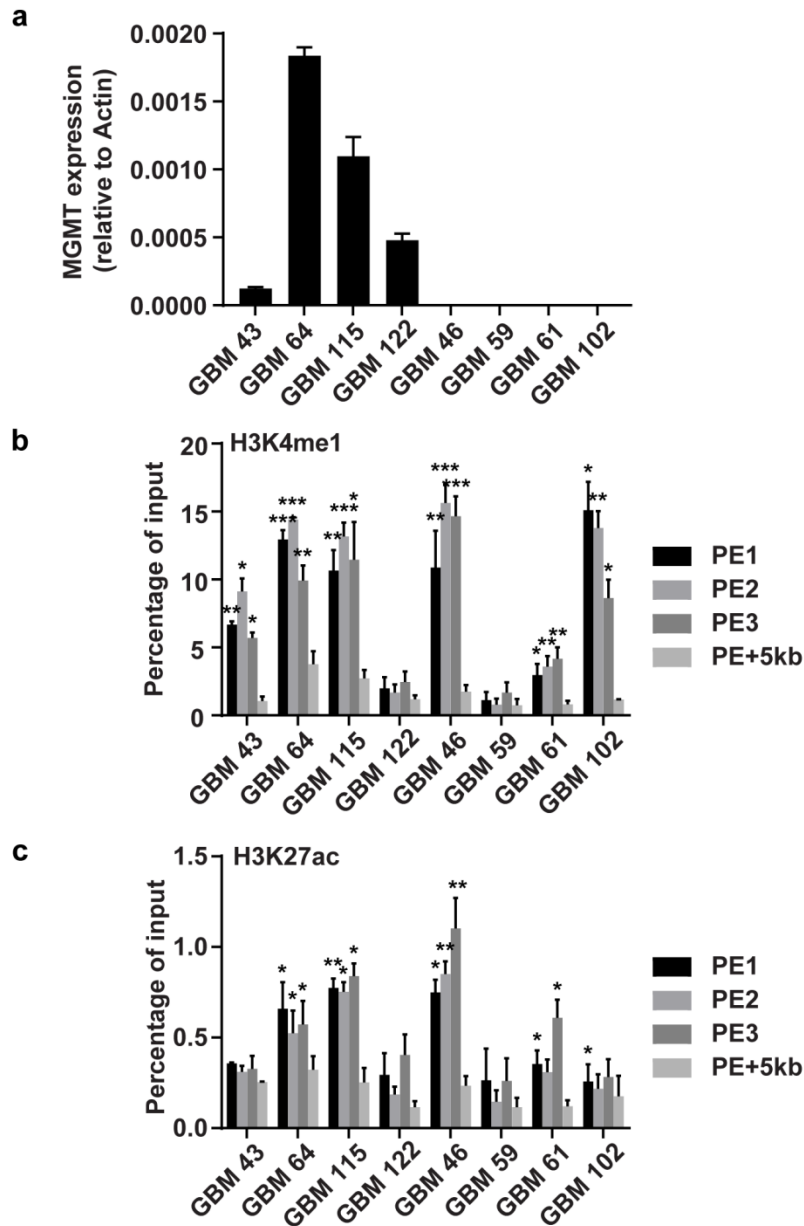 a
MGMT expression
(relative to Actin)
0.0020
0.0015
0.0010
0.0005
0.0000
GBM 43
GBM 64
GBM 115
GBM 122
GBM 46
GBM 59
GBM 61
GBM 102
b
H3K4me1
Percentage of input
20
15
10
5
0
**
*
*
***
***
**
**
***
*
**
***
***
*
**
**
*
**
*
GBM 43
GBM 64
GBM 115
GBM 122
GBM 46
GBM 59
GBM 61
GBM 102
PE1
PE2
PE3
PE+5kb
c
H3K27ac
Percentage of input
1.5
1.0
0.5
0.0
*
*
*
**
*
*
*
**
**
*
*
*
GBM 43
GBM 64
GBM 115
GBM 122
GBM 46
GBM 59
GBM 61
GBM 102
PE1
PE2
PE3
PE+5kb